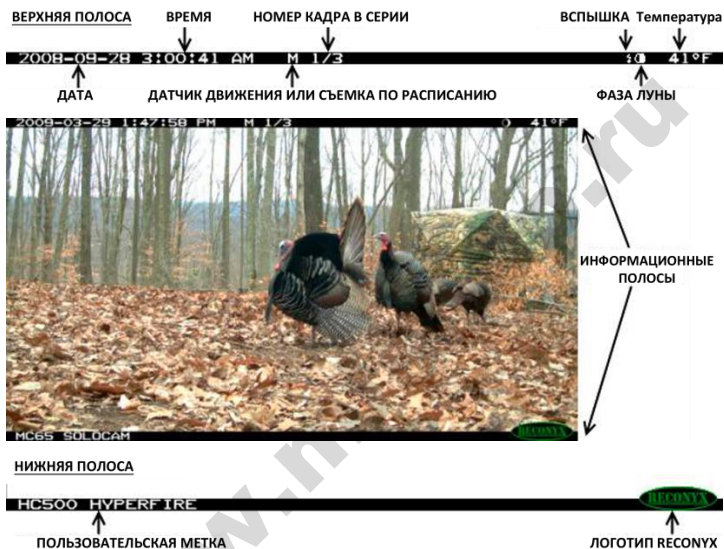 ВЕРХНЯЯ ПОЛОСА ВРЕМЯ НОМЕР КАДРА В СЕРИИ ВСПЫШКА Температура
2008-09-28 3:00:41 AM M 1/3 41°F
ДАТА ДАТЧИК ДВИЖЕНИЯ ИЛИ СЪЕМКА ПО РАСПИСАНИЮ ФАЗА ЛУНЫ
2009-03-29 1:47:58 PM M 1/3 41°F
ИНФОРМАЦИОННЫЕ
ПОЛОСЫ
MC65 SOLOCAM RECONYX
НИЖНЯЯ ПОЛОСА
HC500 HYPERFIRE RECONYX
ПОЛЬЗОВАТЕЛЬСКАЯ МЕТКА ЛОГОТИП RECONYX